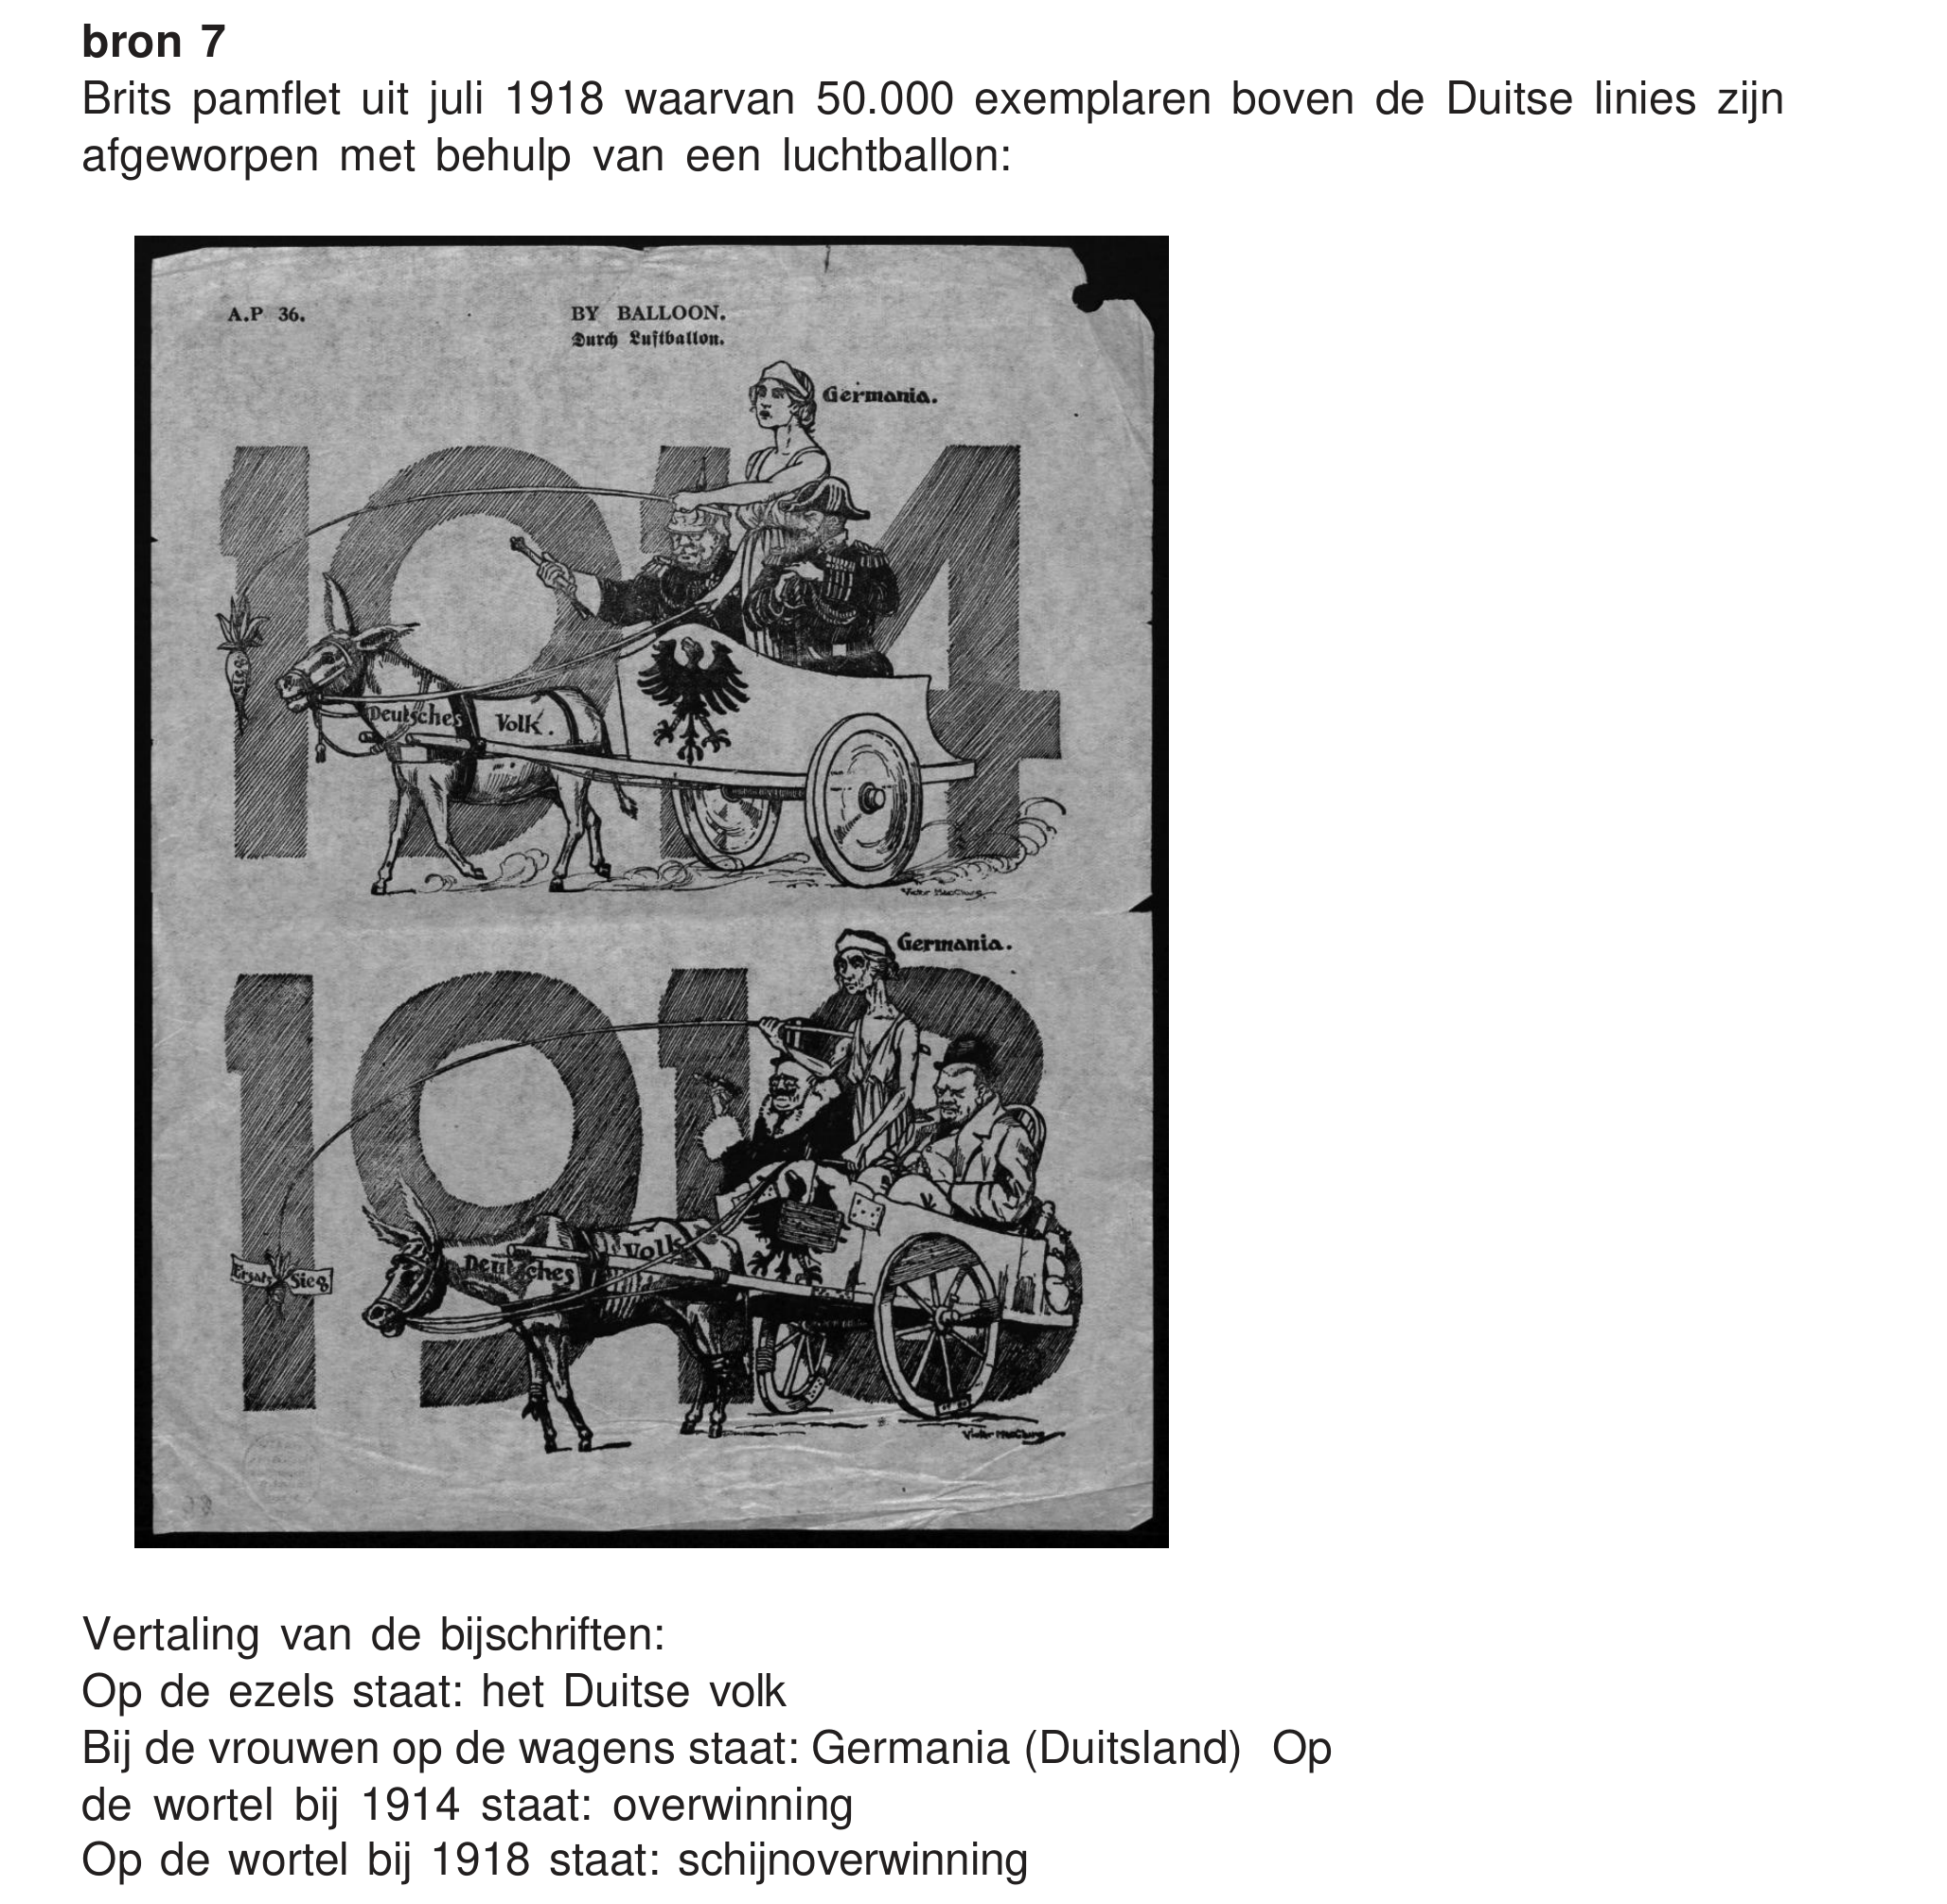 bron 7
Brits pamflet uit juli 1918 waarvan 50.000 exemplaren boven de Duitse linies zijn
afgeworpen met behulp van een luchtballon:
A.P 36.
BY BALLOON.
Durch Luftballon.
Germania.
1914
Deutsches Volk.
Germania.
1918
Ersatz Sieg
Deutsches Volk
Vertaling van de bijschriften:
Op de ezels staat: het Duitse volk
Bij de vrouwen op de wagens staat: Germania (Duitsland) Op
de wortel bij 1914 staat: overwinning
Op de wortel bij 1918 staat: schijnoverwinning